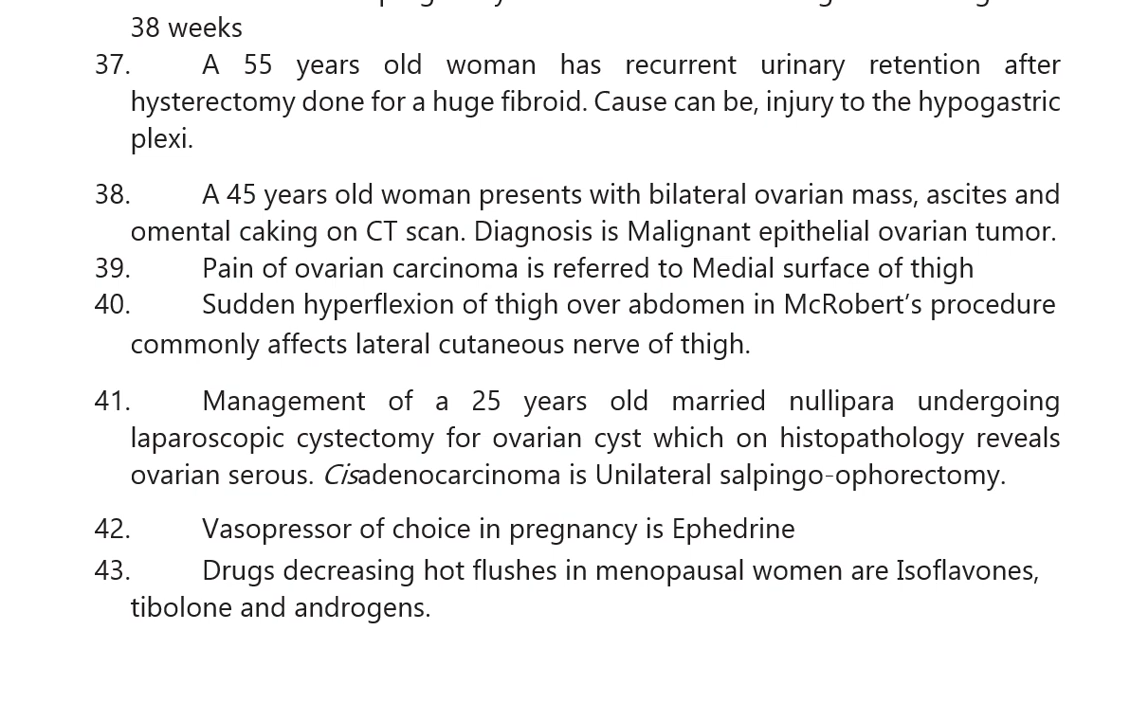 38 weeks
37. A 55 years old woman has recurrent urinary retention after
hysterectomy done for a huge fibroid. Cause can be, injury to the hypogastric
plexi.
38. A 45 years old woman presents with bilateral ovarian mass, ascites and
omental caking on CT scan. Diagnosis is Malignant epithelial ovarian tumor.
39. Pain of ovarian carcinoma is referred to Medial surface of thigh
40. Sudden hyperflexion of thigh over abdomen in McRobert’s procedure
commonly affects lateral cutaneous nerve of thigh.
41. Management of a 25 years old married nullipara undergoing
laparoscopic cystectomy for ovarian cyst which on histopathology reveals
ovarian serous. Cisadenocarcinoma is Unilateral salpingo-ophorectomy.
42. Vasopressor of choice in pregnancy is Ephedrine
43. Drugs decreasing hot flushes in menopausal women are Isoflavones,
tibolone and androgens.